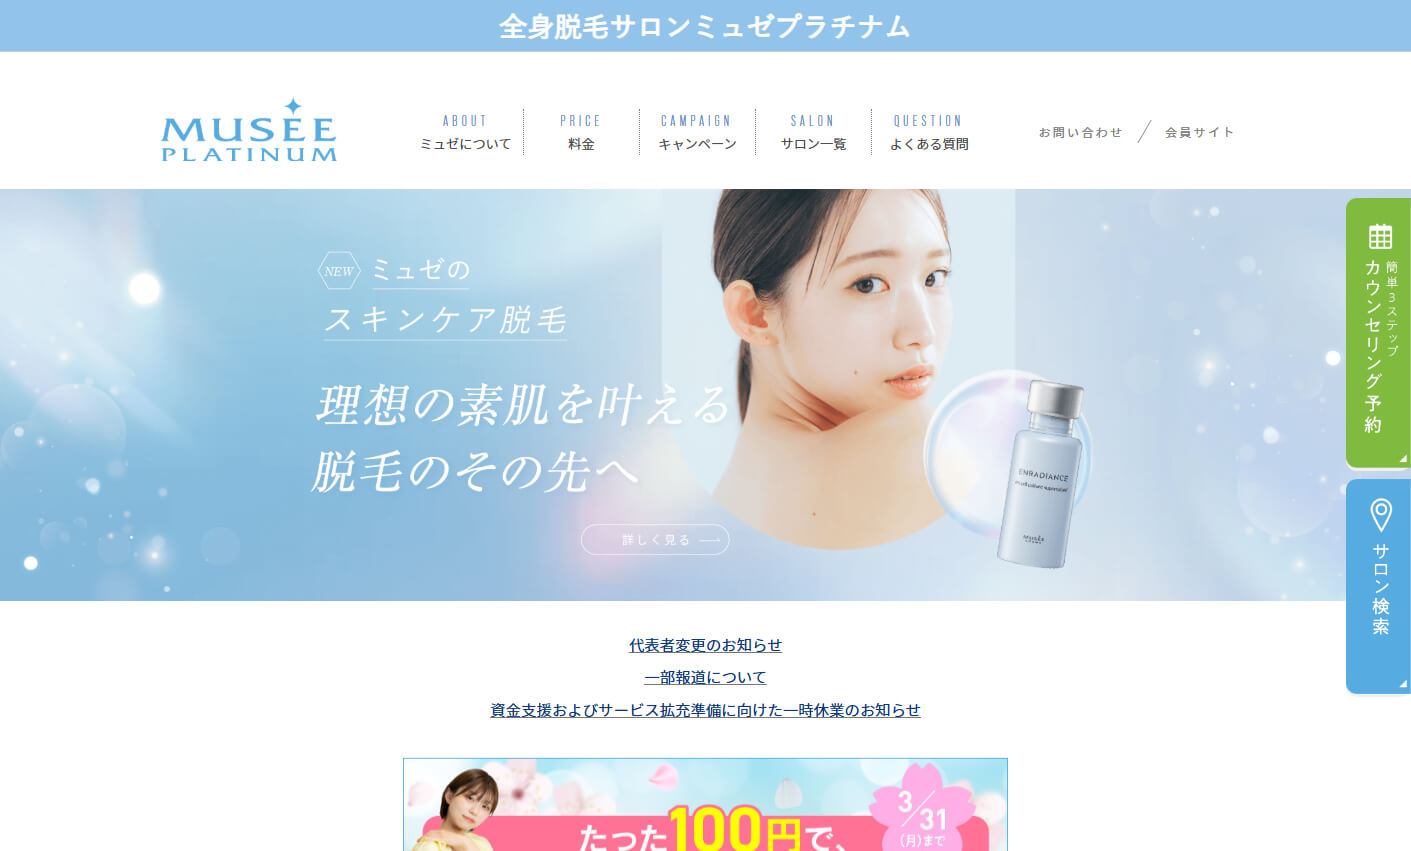 全身脱毛サロンミュゼプラチナム
MUSÉE
PLATINUM
ABOUT
ミュゼについて
PRICE
料金
CAMPAIGN
キャンペーン
SALON
サロン一覧
QUESTION
よくある質問
お問い合わせ
会員サイト
NEW ミュゼの
スキンケア脱毛
理想の素肌を叶える
脱毛のその先へ
詳しく見る
ENRADIANCE
MUSÉE
簡単3ステップ
カウンセリング予約
サロン検索
代表者変更のお知らせ
一部報道について
資金支援およびサービス拡充準備に向けた一時休業のお知らせ
たった100円で、
3/31
(月)まで